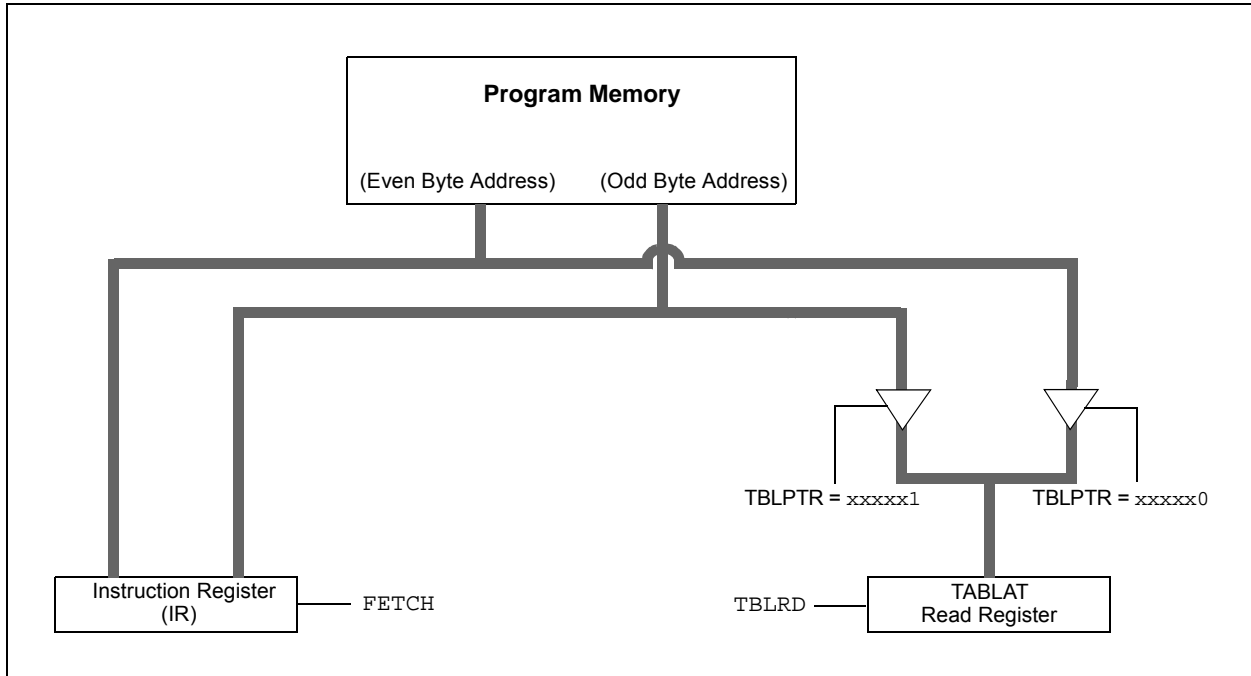 Program Memory
(Even Byte Address)
(Odd Byte Address)
TBLPTR = xxxxx1
TBLPTR = xxxxx0
Instruction Register
(IR)
FETCH
TBLRD
TABLAT
Read Register